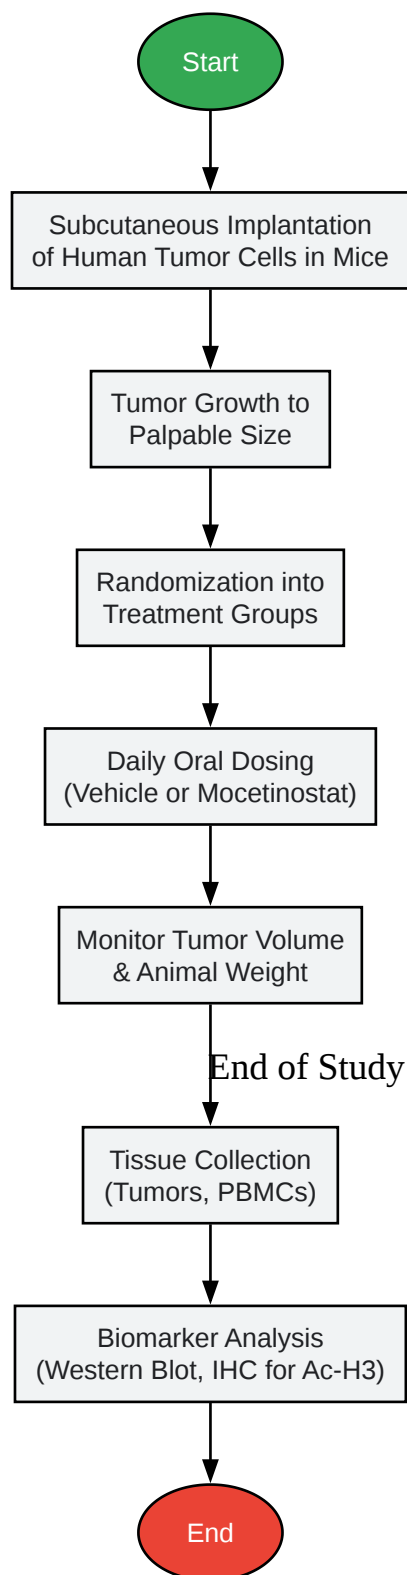 Start
Subcutaneous Implantation
of Human Tumor Cells in Mice
Tumor Growth to
Palpable Size
Randomization into
Treatment Groups
Daily Oral Dosing
(Vehicle or Mocetinostat)
Monitor Tumor Volume
& Animal Weight
End of Study
Tissue Collection
(Tumors, PBMCs)
Biomarker Analysis
(Western Blot, IHC for Ac-H3)
End